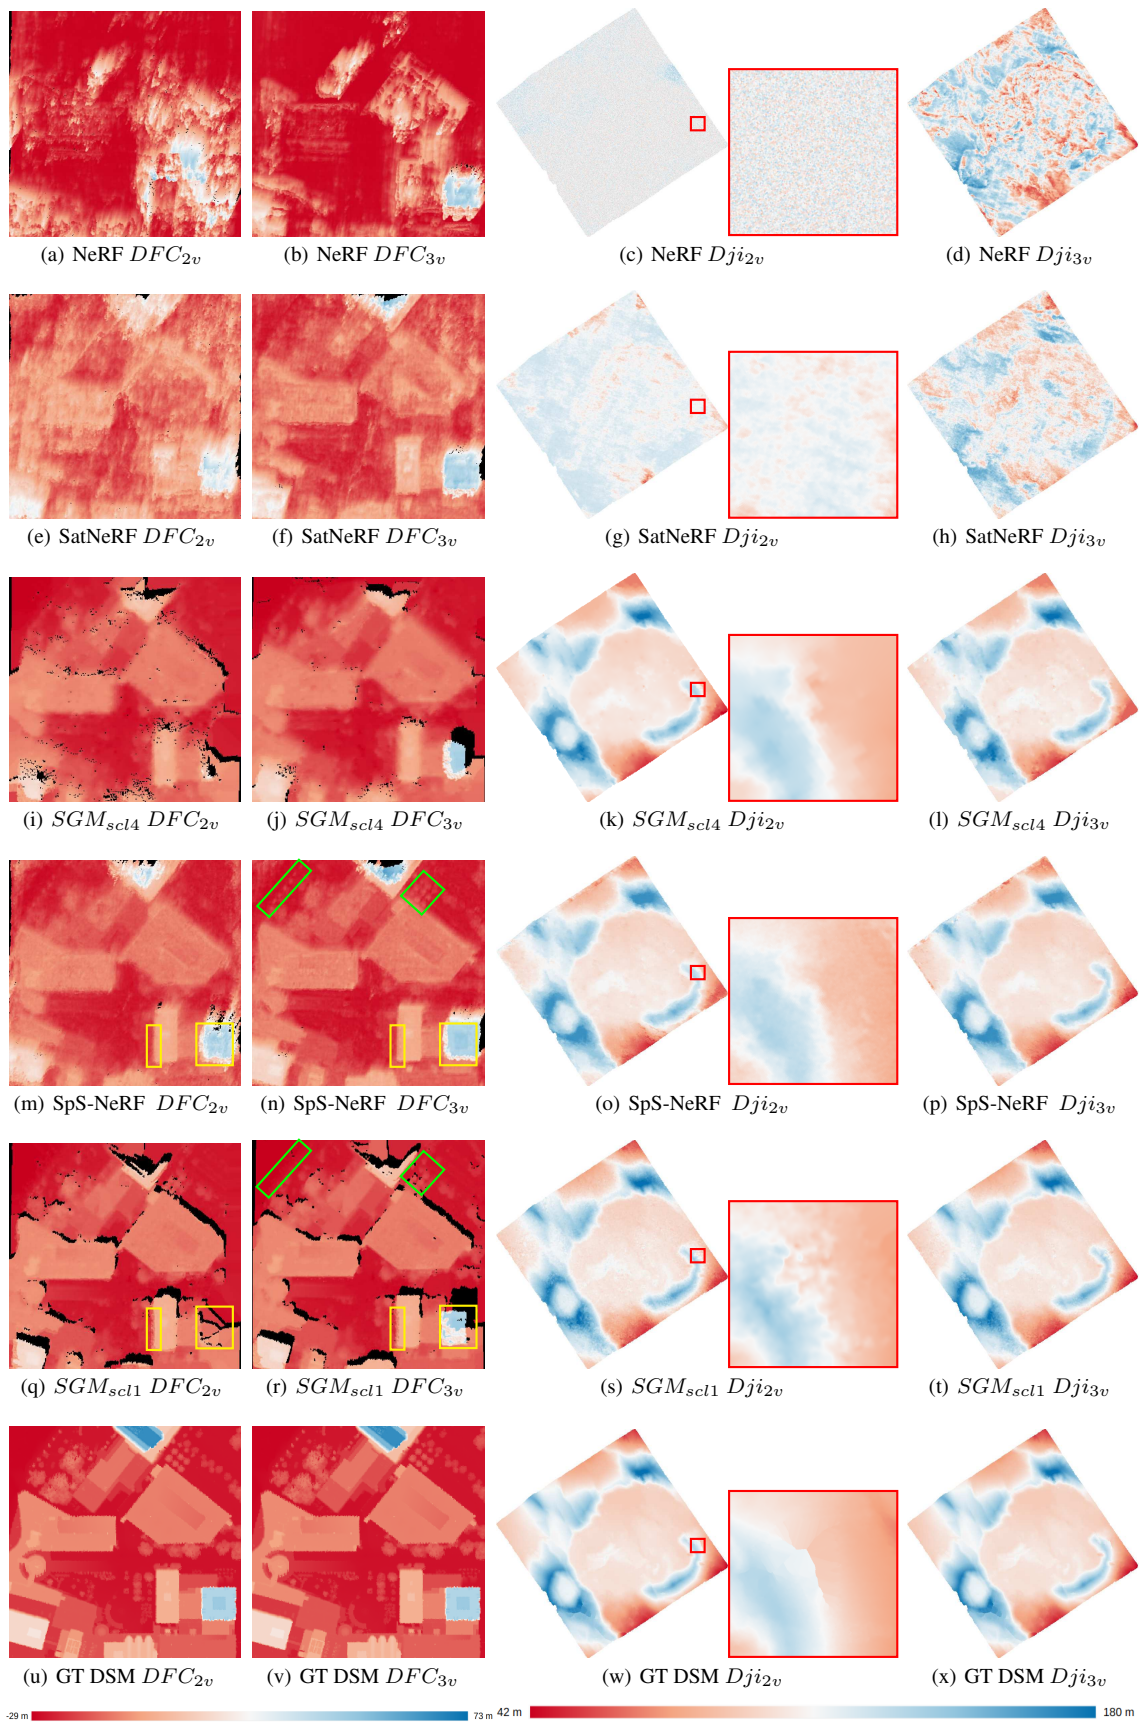 (a) NeRF DFC2v (b) NeRF DFC3v (c) NeRF Dji2v (d) NeRF Dji3v
(e) SatNeRF DFC2v (f) SatNeRF DFC3v (g) SatNeRF Dji2v (h) SatNeRF Dji3v
(i) SGMscl4 DFC2v (j) SGMscl4 DFC3v (k) SGMscl4 Dji2v (l) SGMscl4 Dji3v
(m) SpS-NeRF DFC2v (n) SpS-NeRF DFC3v (o) SpS-NeRF Dji2v (p) SpS-NeRF Dji3v
(q) SGMscl1 DFC2v (r) SGMscl1 DFC3v (s) SGMscl1 Dji2v (t) SGMscl1 Dji3v
(u) GT DSM DFC2v (v) GT DSM DFC3v (w) GT DSM Dji2v (x) GT DSM Dji3v
-29 m 73 m 42 m 180 m